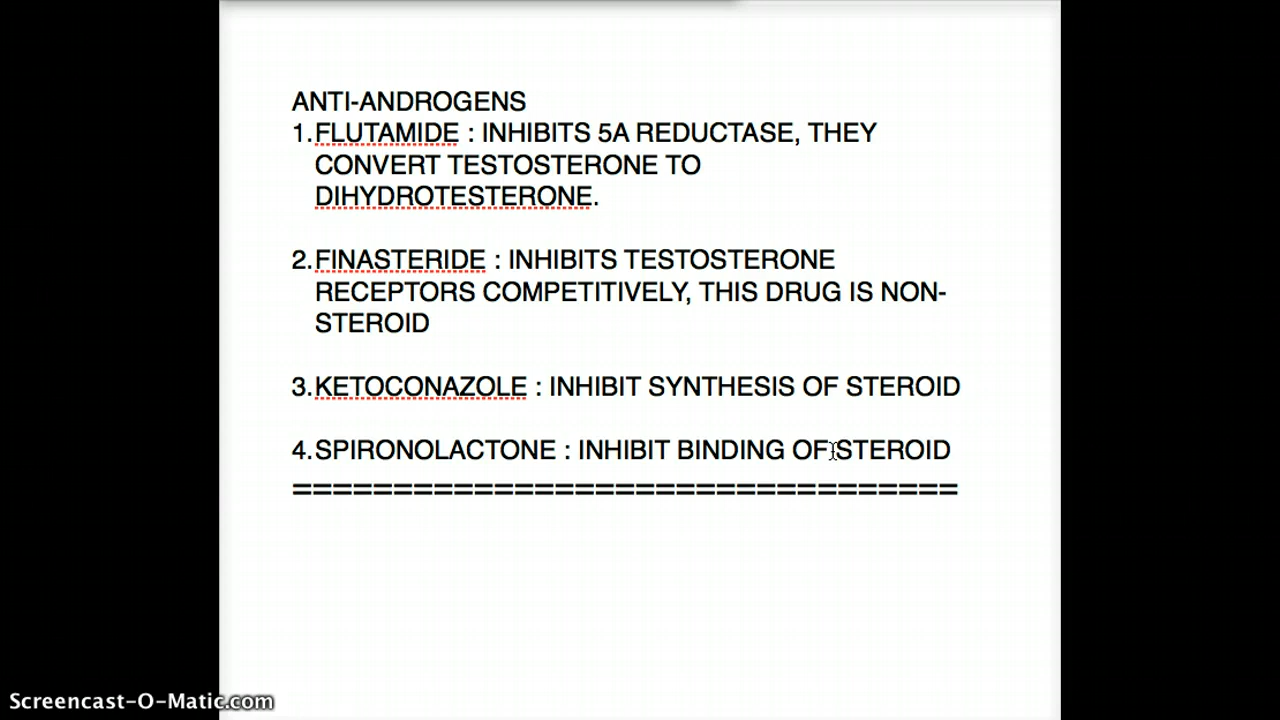 ANTI-ANDROGENS
1.FLUTAMIDE : INHIBITS 5A REDUCTASE, THEY
CONVERT TESTOSTERONE TO
DIHYDROTESTERONE.
2.FINASTERIDE : INHIBITS TESTOSTERONE
RECEPTORS COMPETITIVELY, THIS DRUG IS NON-
STEROID
3.KETOCONAZOLE : INHIBIT SYNTHESIS OF STEROID
4.SPIRONOLACTONE : INHIBIT BINDING OF STEROID
=================================
Screencast-O-Matic.com